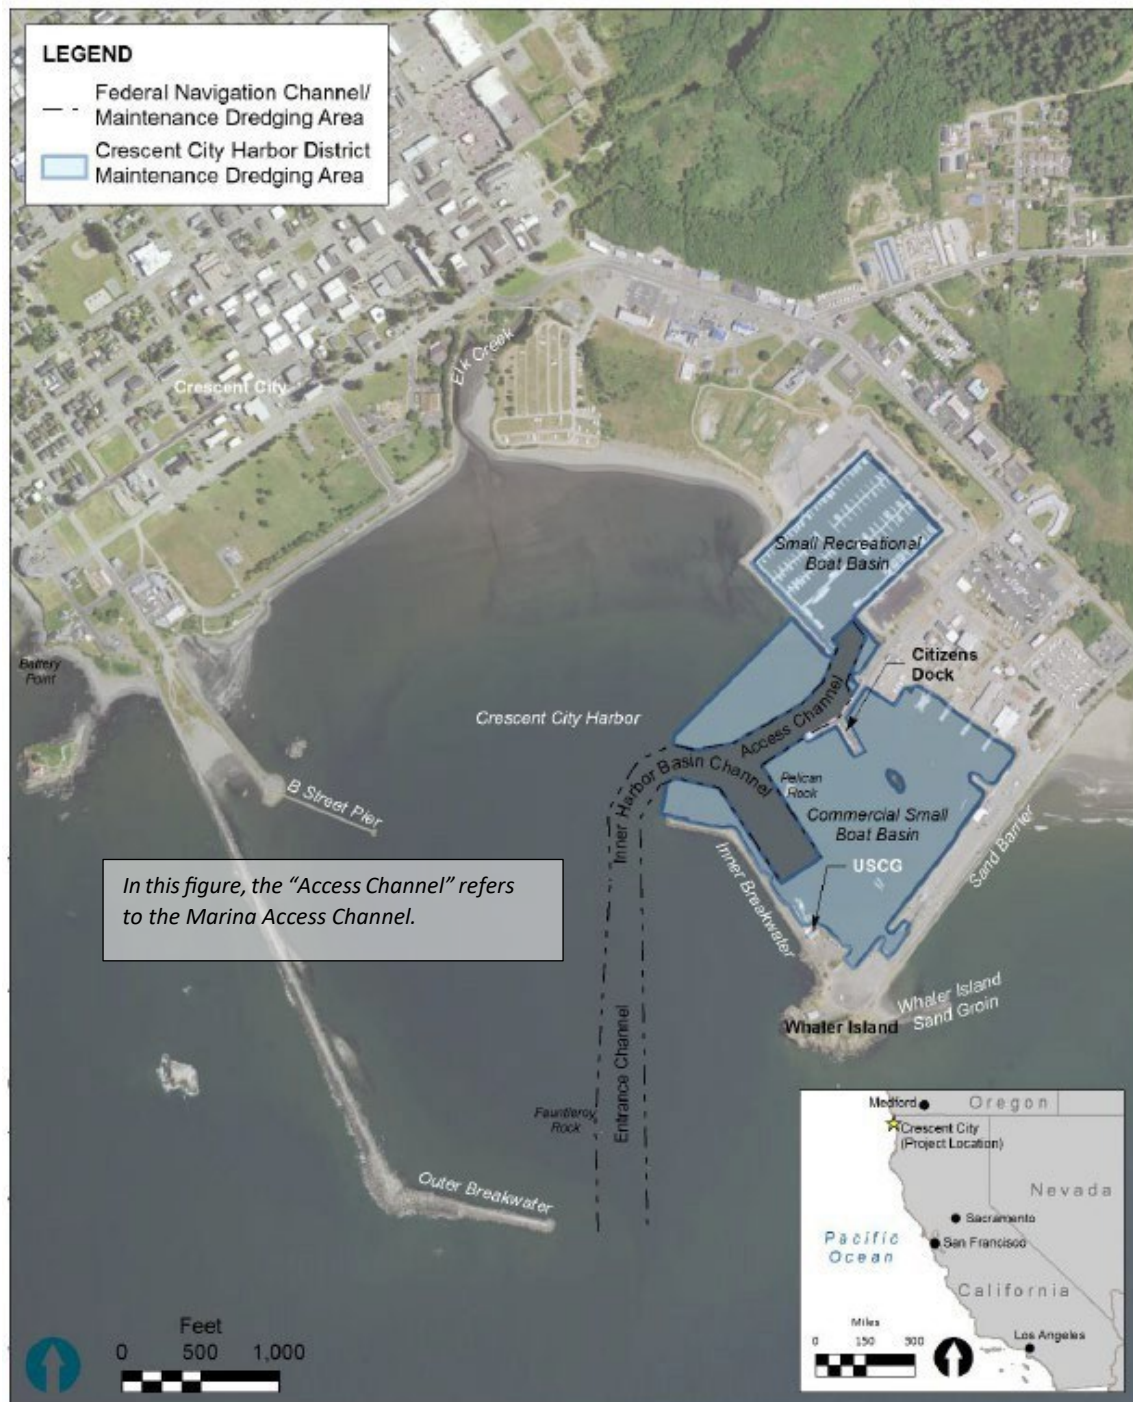 LEGEND
Federal Navigation Channel/
Maintenance Dredging Area
Crescent City Harbor District
Maintenance Dredging Area
Elk Creek
Crescent City
Small Recreational
Boat Basin
Battery
Point
Citizens
Dock
Crescent City Harbor
Access Channel
Inner Harbor Basin Channel
Pelican
Rock
B Street Pier
Commercial Small
Boat Basin
Sand Barrier
USCG
Inner Breakwater
In this figure, the “Access Channel” refers
to the Marina Access Channel.
Whaler Island
Sand Groin
Whaler Island
Entrance Channel
Fauntleroy
Rock
Outer Breakwater
Feet
0 500 1,000
Medford
Oregon
Crescent City
(Project Location)
Nevada
Sacramento
San Francisco
Pacific
Ocean
California
Miles
0 150 300
Los Angeles